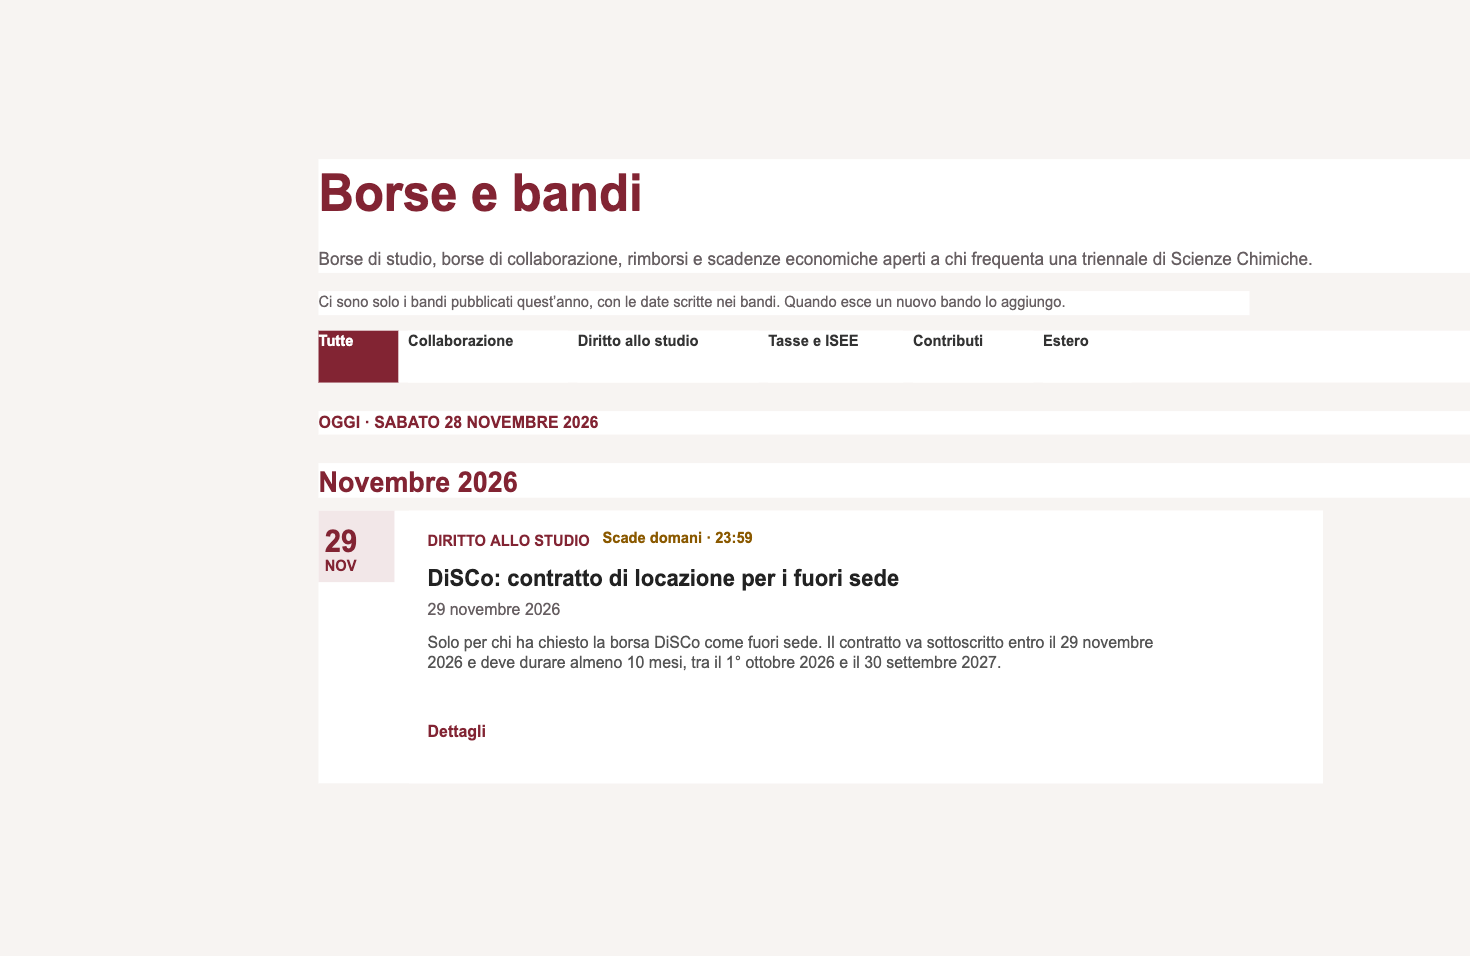 Borse e bandi
Borse di studio, borse di collaborazione, rimborsi e scadenze economiche aperti a chi frequenta una triennale di Scienze Chimiche.
Ci sono solo i bandi pubblicati quest'anno, con le date scritte nei bandi. Quando esce un nuovo bando lo aggiungo.
Tutte Collaborazione Diritto allo studio Tasse e ISEE Contributi Estero
OGGI · SABATO 28 NOVEMBRE 2026
Novembre 2026
29
NOV
DIRITTO ALLO STUDIO Scade domani · 23:59
DiSCo: contratto di locazione per i fuori sede
29 novembre 2026
Solo per chi ha chiesto la borsa DiSCo come fuori sede. Il contratto va sottoscritto entro il 29 novembre
2026 e deve durare almeno 10 mesi, tra il 1° ottobre 2026 e il 30 settembre 2027.
Dettagli